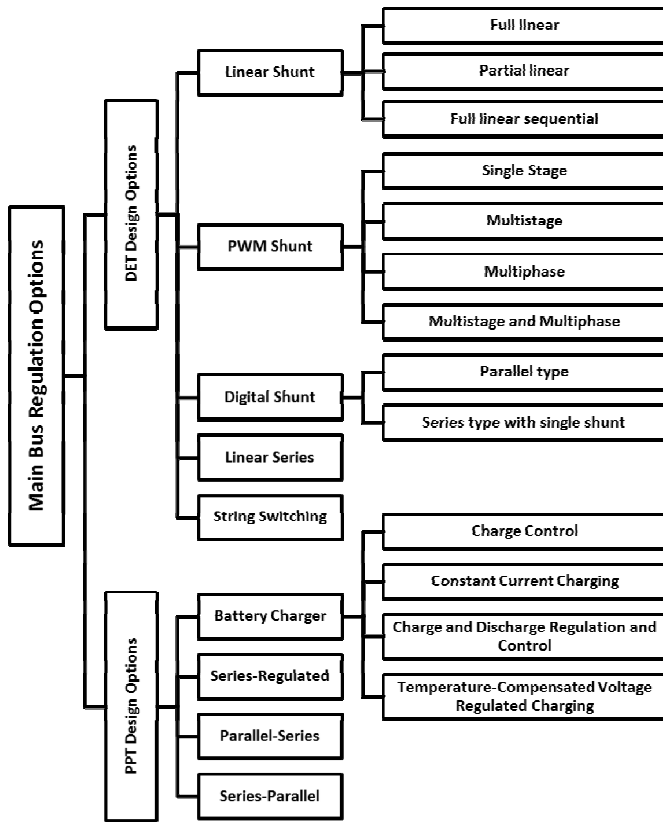 Main Bus Regulation Options
DET Design Options
Linear Shunt
Full linear
Partial linear
Full linear sequential
PWM Shunt
Single Stage
Multistage
Multiphase
Multistage and Multiphase
Digital Shunt
Parallel type
Series type with single shunt
Linear Series
String Switching
PPT Design Options
Battery Charger
Charge Control
Constant Current Charging
Charge and Discharge Regulation and
Control
Temperature-Compensated Voltage
Regulated Charging
Series-Regulated
Parallel-Series
Series-Parallel